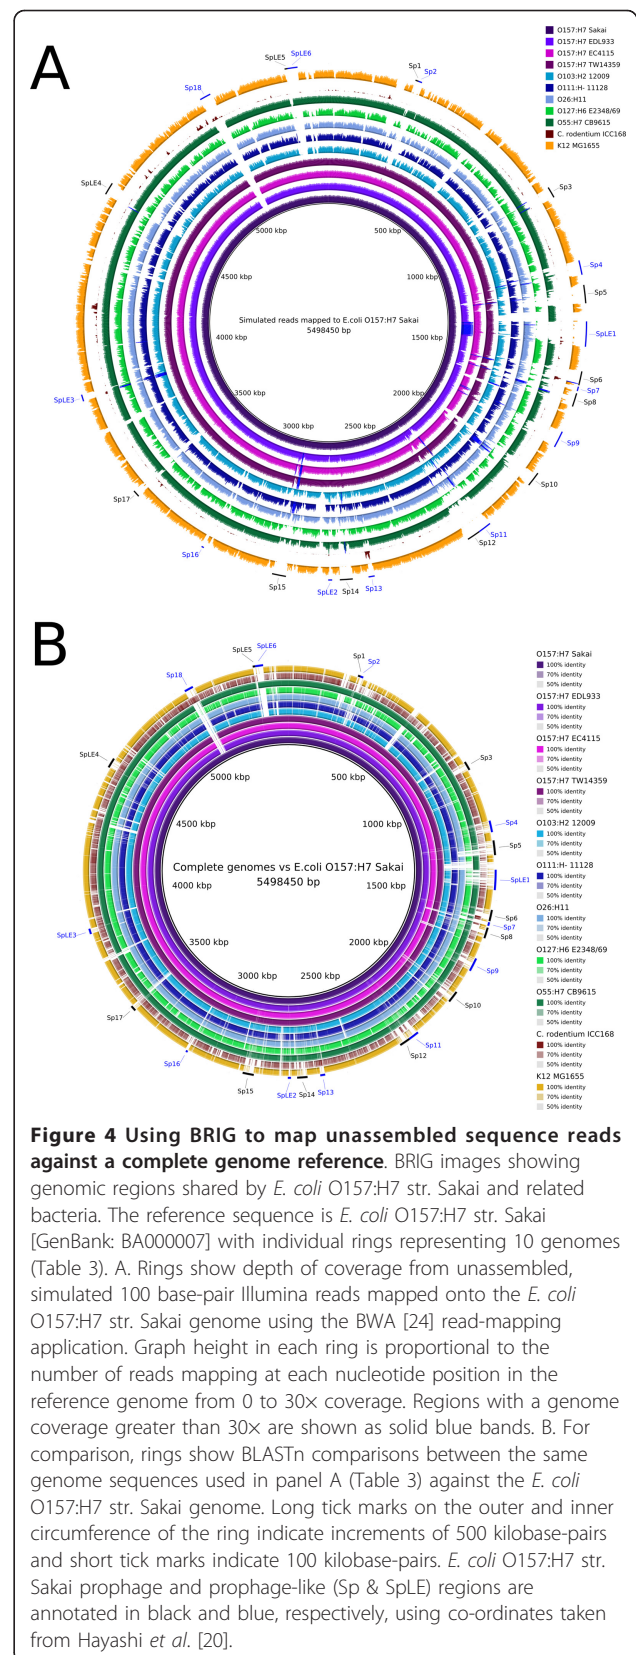 A
O157:H7 Sakai
O157:H7 EDL933
O157:H7 EC4115
O157:H7 TW14359
O103:H2 12009
O111:H- 11128
O26:H11
O127:H6 E2348/69
O55:H7 CB9615
C. rodentium ICC168
K12 MG1655
SpLE5
SpLE6
Sp1
Sp2
Sp18
Sp3
SpLE4
Sp4
Sp5
SpLE1
Sp6
Sp7
Sp8
SpLE3
Sp9
Sp10
Sp17
Sp11
Sp12
Sp16
Sp15
SpLE2
Sp14
Sp13
5000 kbp
500 kbp
4500 kbp
1000 kbp
Simulated reads mapped to E.coli O157:H7 Sakai
5498450 bp
4000 kbp
1500 kbp
3500 kbp
2000 kbp
3000 kbp
2500 kbp
B
O157:H7 Sakai
100% identity
70% identity
50% identity
O157:H7 EDL933
100% identity
70% identity
50% identity
O157:H7 EC4115
100% identity
70% identity
50% identity
O157:H7 TW14359
100% identity
70% identity
50% identity
O103:H2 12009
100% identity
70% identity
50% identity
O111:H- 11128
100% identity
70% identity
50% identity
O26:H11
100% identity
70% identity
50% identity
O127:H6 E2348/69
100% identity
70% identity
50% identity
O55:H7 CB9615
100% identity
70% identity
50% identity
C. rodentium ICC168
100% identity
70% identity
50% identity
K12 MG1655
100% identity
70% identity
50% identity
SpLE5
SpLE6
Sp1
Sp2
Sp18
SpLE4
Sp3
Sp4
Sp5
SpLE1
Sp6
Sp7
Sp8
SpLE3
Sp9
Sp10
Sp17
Sp11
Sp12
Sp16
Sp15
SpLE2
Sp14
Sp13
5000 kbp
500 kbp
4500 kbp
1000 kbp
Complete genomes vs E.coli O157:H7 Sakai
5498450 bp
4000 kbp
1500 kbp
3500 kbp
2000 kbp
3000 kbp
2500 kbp
Figure 4 Using BRIG to map unassembled sequence reads
against a complete genome reference. BRIG images showing
genomic regions shared by E. coli O157:H7 str. Sakai and related
bacteria. The reference sequence is E. coli O157:H7 str. Sakai
[GenBank: BA000007] with individual rings representing 10 genomes
(Table 3). A. Rings show depth of coverage from unassembled,
simulated 100 base-pair Illumina reads mapped onto the E. coli
O157:H7 str. Sakai genome using the BWA [24] read-mapping
application. Graph height in each ring is proportional to the
number of reads mapping at each nucleotide position in the
reference genome from 0 to 30× coverage. Regions with a genome
coverage greater than 30× are shown as solid blue bands. B. For
comparison, rings show BLASTn comparisons between the same
genome sequences used in panel A (Table 3) against the E. coli
O157:H7 str. Sakai genome. Long tick marks on the outer and inner
circumference of the ring indicate increments of 500 kilobase-pairs
and short tick marks indicate 100 kilobase-pairs. E. coli O157:H7 str.
Sakai prophage and prophage-like (Sp & SpLE) regions are
annotated in black and blue, respectively, using co-ordinates taken
from Hayashi et al. [20].